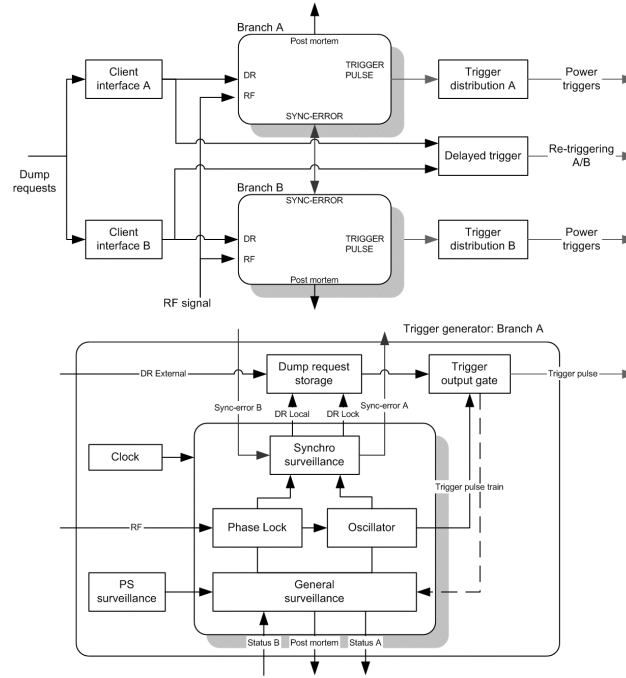 Branch A
Post mortem
Client
interface A
DR
RF
TRIGGER
PULSE
SYNC-ERROR
Trigger
distribution A
Power
triggers
Dump
requests
Delayed trigger
Re-triggering
A/B
Branch B
SYNC-ERROR
Client
interface B
DR
RF
TRIGGER
PULSE
Post mortem
Trigger
distribution B
Power
triggers
RF signal
Trigger generator: Branch A
DR External
Dump request
storage
Trigger
output gate
Trigger pulse
Sync-error B
DR Local
DR Lock
Sync-error A
Clock
Synchro
surveillance
Trigger pulse train
RF
Phase Lock
Oscillator
PS
surveillance
General
surveillance
Status B
Post mortem
Status A